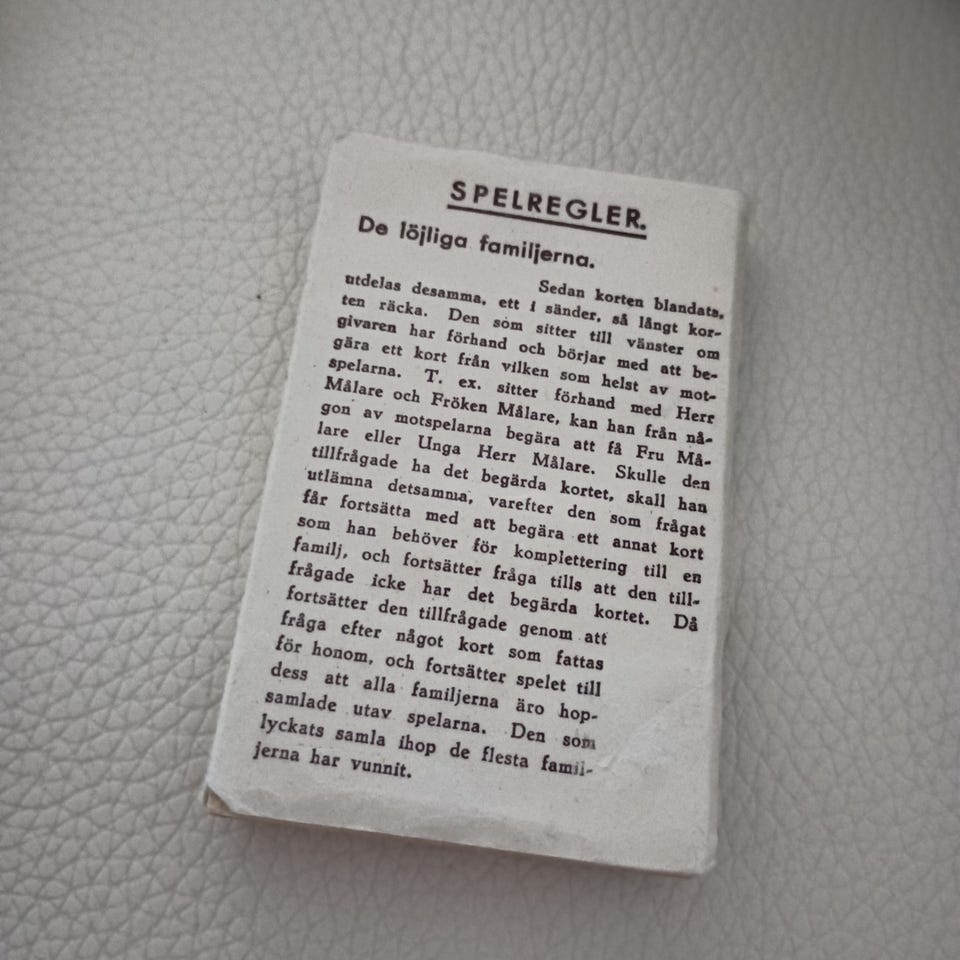 SPELREGLER.
De löjliga familjerna.
Sedan korten blandats,
utdelas desamma, ett i sänder, så långt kor-
ten räcka. Den som sitter till vänster om
givaren har förhand och börjar med att be-
gära ett kort från vilken som helst av mot-
spelarna. T. ex. sitter förhand med Herr
Målare och Fröken Målare, kan han från nå-
gon av motspelarna begära att få Fru Må-
lare eller Unga Herr Målare. Skulle den
tillfrågade ha det begärda kortet, skall han
utlämna detsamma, varefter den som frågat
får fortsätta med att begära ett annat kort
som han behöver för komplettering till en
familj, och fortsätter fråga tills att den till-
frågade icke har det begärda kortet. Då
fortsätter den tillfrågade genom att
fråga efter något kort som fattas
för honom, och fortsätter spelet till
dess att alla familjerna äro hop-
samlade utav spelarna. Den som
lyckats samla ihop de flesta famil-
jerna har vunnit.